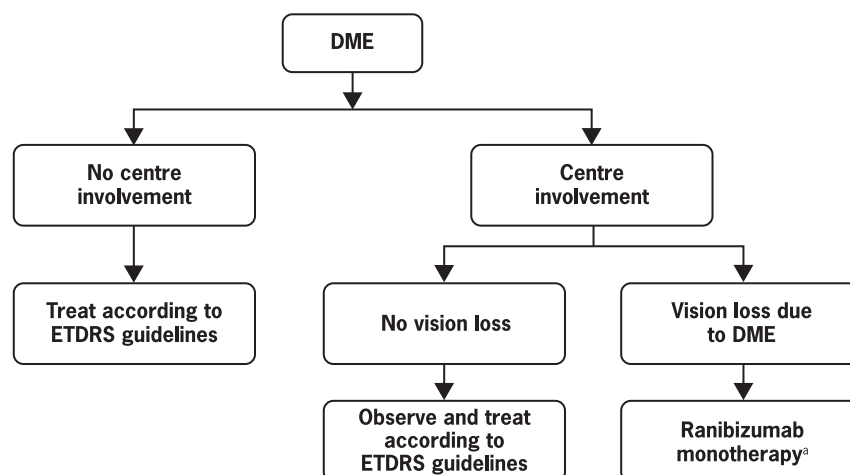 DME
No centre
involvement
Centre
involvement
Treat according to
ETDRS guidelines
No vision loss
Vision loss due
to DME
Observe and treat
according to
ETDRS guidelines
Ranibizumab
monotherapyᵃ